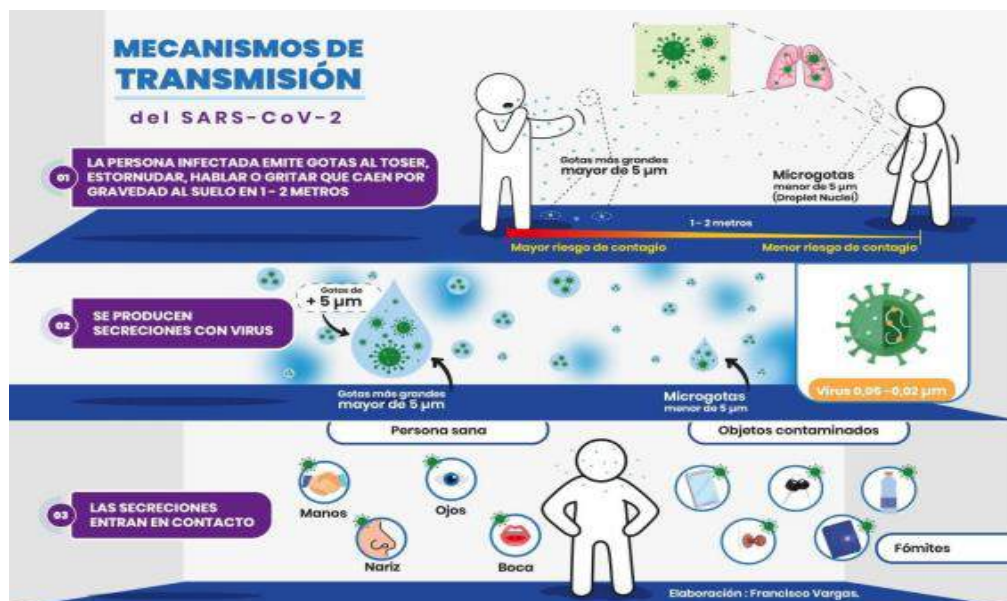 MECANISMOS DE
TRANSMISIÓN
del SARS-CoV-2
01
LA PERSONA INFECTADA EMITE GOTAS AL TOSER,
ESTORNUDAR, HABLAR O GRITAR QUE CAEN POR
GRAVEDAD AL SUELO EN 1 - 2 METROS
Gotas más grandes
mayor de 5 µm
Microgotas
menor de 5 µm
(Droplet Nuclei)
1 - 2 metros
Mayor riesgo de contagio
Menor riesgo de contagio
02
SE PRODUCEN
SECRECIONES CON VIRUS
Gotas de
+ 5 µm
Gotas más grandes
mayor de 5 µm
Microgotas
menor de 5 µm
Virus 0,06 -0,02 µm
03
LAS SECRECIONES
ENTRAN EN CONTACTO
Persona sana
Manos
Ojos
Nariz
Boca
Objetos contaminados
Fómites
Elaboración : Francisco Vargas.